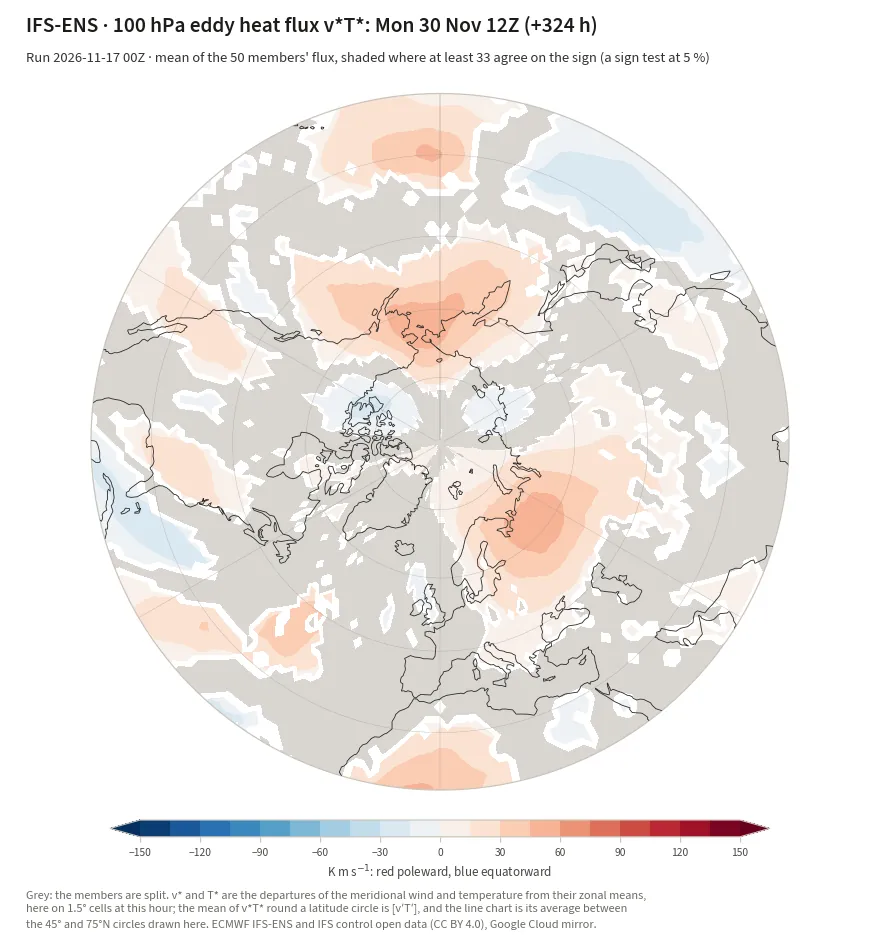 IFS-ENS · 100 hPa eddy heat flux v*T*: Mon 30 Nov 12Z (+324 h)
Run 2026-11-17 00Z · mean of the 50 members' flux, shaded where at least 33 agree on the sign (a sign test at 5 %)
−150 −120 −90 −60 −30 0 30 60 90 120 150
K m s⁻¹: red poleward, blue equatorward
Grey: the members are split. v* and T* are the departures of the meridional wind and temperature from their zonal means,
here on 1.5° cells at this hour; the mean of v*T* round a latitude circle is [v′T′], and the line chart is its average between
the 45° and 75°N circles drawn here. ECMWF IFS-ENS and IFS control open data (CC BY 4.0), Google Cloud mirror.